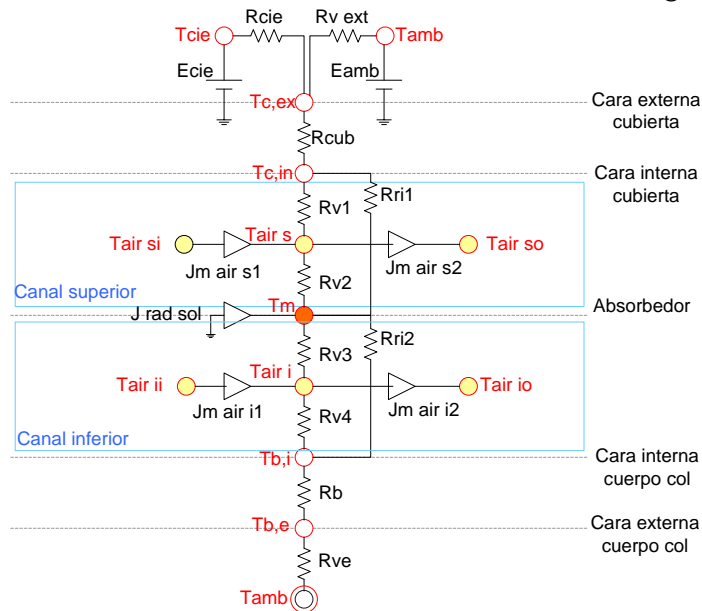 Rcie
Rv ext
Tcie
Tamb
Ecie
Eamb
Tc,ex
Cara externa
cubierta
Rcub
Tc,in
Cara interna
cubierta
Rri1
Rv1
Tair si
Tair s
Tair so
Jm air s1
Jm air s2
Rv2
Canal superior
J rad sol
Tm
Absorbedor
Rv3
Rri2
Tair ii
Tair i
Tair io
Jm air i1
Jm air i2
Rv4
Canal inferior
Tb,i
Cara interna
cuerpo col
Rb
Tb,e
Cara externa
cuerpo col
Rve
Tamb